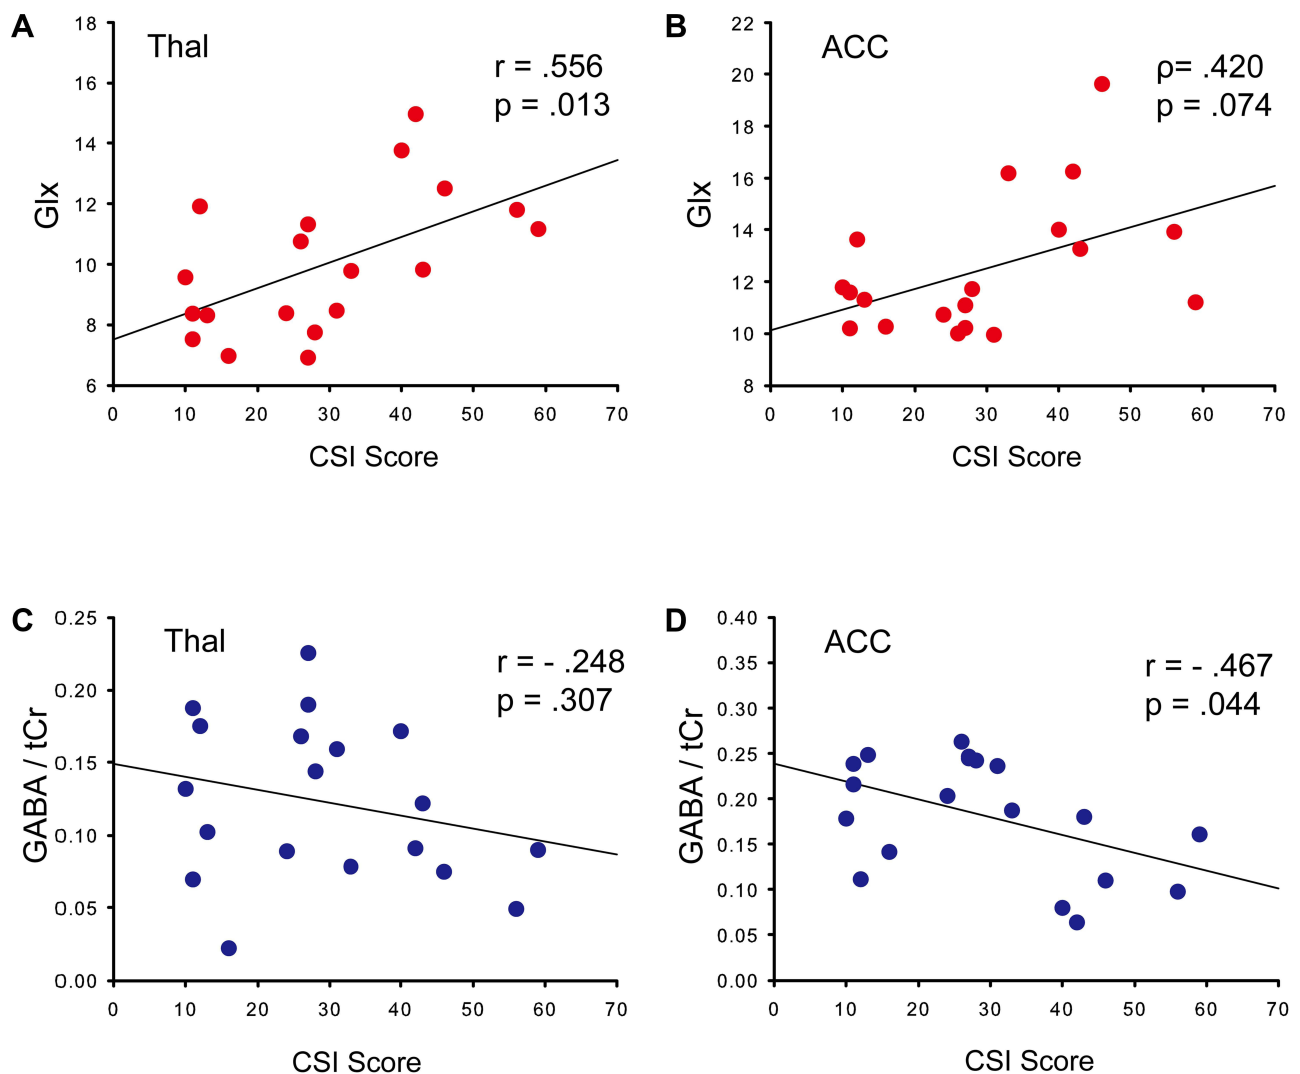 A
Thal
r = .556
p = .013
18
16
14
12
10
8
6
Glx
0 10 20 30 40 50 60 70
CSI Score
B
ACC
ρ= .420
p = .074
22
20
18
16
14
12
10
8
Glx
0 10 20 30 40 50 60 70
CSI Score
C
Thal
r = - .248
p = .307
0.25
0.20
0.15
0.10
0.05
0.00
GABA / tCr
0 10 20 30 40 50 60 70
CSI Score
D
ACC
r = - .467
p = .044
0.40
0.35
0.30
0.25
0.20
0.15
0.10
0.05
0.00
GABA / tCr
0 10 20 30 40 50 60 70
CSI Score